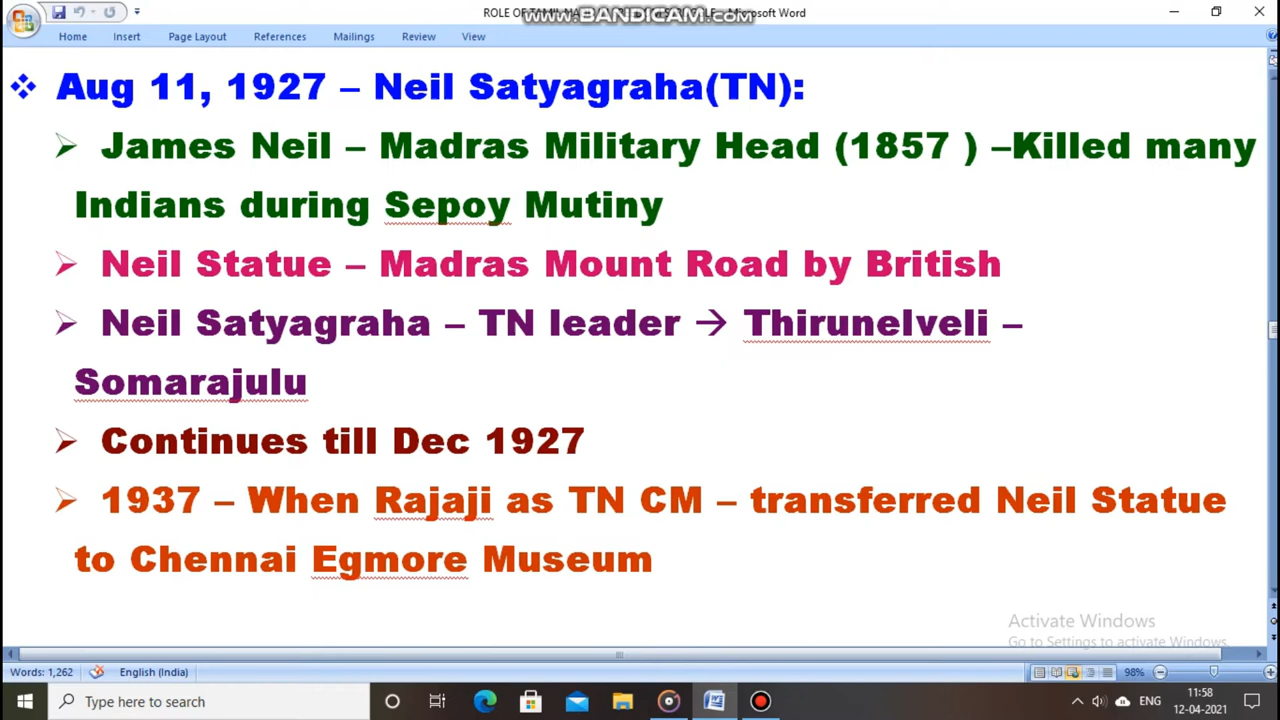 ROLE OF TAMIL
www.BANDICAM.com
Microsoft Word
Home Insert Page Layout References Mailings Review View
❖ Aug 11, 1927 – Neil Satyagraha(TN):
➢ James Neil – Madras Military Head (1857 ) –Killed many
Indians during Sepoy Mutiny
➢ Neil Statue – Madras Mount Road by British
➢ Neil Satyagraha – TN leader → Thirunelveli –
Somarajulu
➢ Continues till Dec 1927
➢ 1937 – When Rajaji as TN CM – transferred Neil Statue
to Chennai Egmore Museum
Activate Windows
Go to Settings to activate Windows.
Words: 1,262 English (India) 98%
Type here to search ENG 11:58
12-04-2021